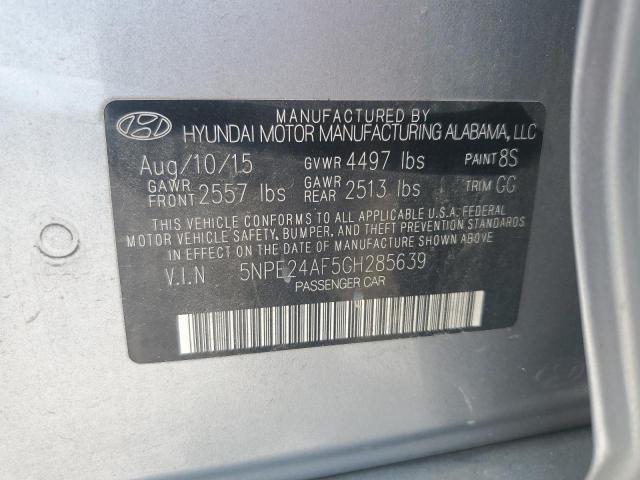 MANUFACTURED BY
HYUNDAI MOTOR MANUFACTURING ALABAMA, LLC
Aug/10/15 GVWR 4497 lbs PAINT 8S
GAWR FRONT 2557 lbs GAWR REAR 2513 lbs TRIM GG
THIS VEHICLE CONFORMS TO ALL APPLICABLE U.S.A. FEDERAL
MOTOR VEHICLE SAFETY, BUMPER, AND THEFT PREVENTION STANDARDS
IN EFFECT ON THE DATE OF MANUFACTURE SHOWN ABOVE.
V.I.N 5NPE24AF5GH285639
PASSENGER CAR